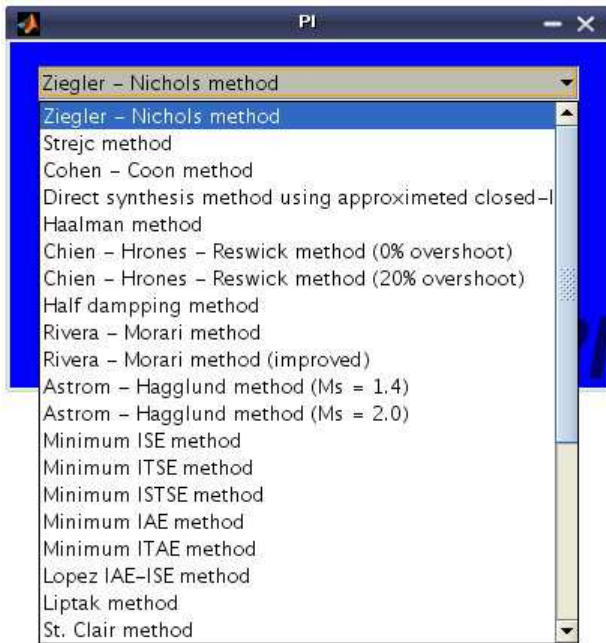 PI
Ziegler – Nichols method
Ziegler – Nichols method
Strejc method
Cohen – Coon method
Direct synthesis method using approximeted closed–l
Haalman method
Chien – Hrones – Reswick method (0% overshoot)
Chien – Hrones – Reswick method (20% overshoot)
Half dampping method
Rivera – Morari method
Rivera – Morari method (improved)
Astrom – Hagglund method (Ms = 1.4)
Astrom – Hagglund method (Ms = 2.0)
Minimum ISE method
Minimum ITSE method
Minimum ISTSE method
Minimum IAE method
Minimum ITAE method
Lopez IAE–ISE method
Liptak method
St. Clair method